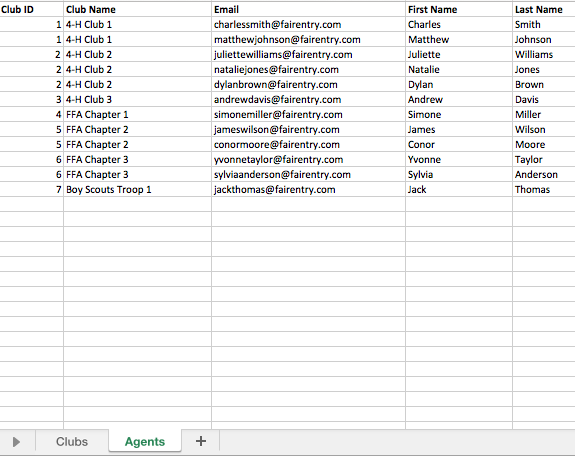 Club ID Club Name Email First Name Last Name
1 4-H Club 1 charlessmith@fairentry.com Charles Smith
1 4-H Club 1 matthewjohnson@fairentry.com Matthew Johnson
2 4-H Club 2 juliettewilliams@fairentry.com Juliette Williams
2 4-H Club 2 nataliejones@fairentry.com Natalie Jones
2 4-H Club 2 dylanbrown@fairentry.com Dylan Brown
3 4-H Club 3 andrewdavis@fairentry.com Andrew Davis
4 FFA Chapter 1 simonemiller@fairentry.com Simone Miller
5 FFA Chapter 2 jameswilson@fairentry.com James Wilson
5 FFA Chapter 2 conormoore@fairentry.com Conor Moore
6 FFA Chapter 3 yvonnetaylor@fairentry.com Yvonne Taylor
6 FFA Chapter 3 sylviaanderson@fairentry.com Sylvia Anderson
7 Boy Scouts Troop 1 jackthomas@fairentry.com Jack Thomas
Clubs Agents +